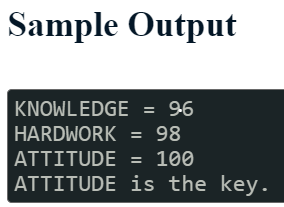 Sample Output
KNOWLEDGE = 96
HARDWORK = 98
ATTITUDE = 100
ATTITUDE is the key.